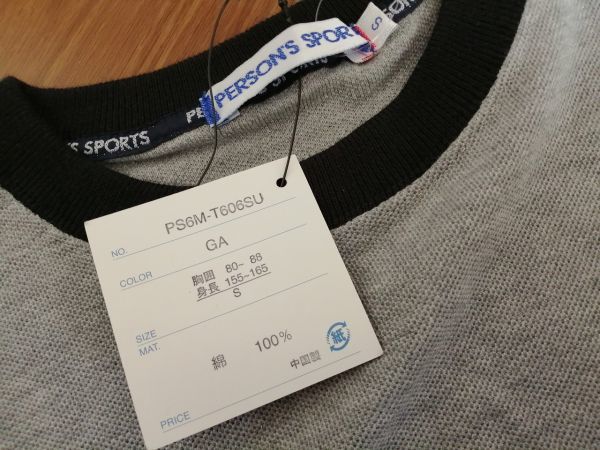 PERSON'S SPORTS
S
PE
S SPORTS
NO. PS6M-T606SU
COLOR GA
胸囲 80~ 88
身長 155~165
SIZE S
MAT. 綿 100%
中国製
紙
PRICE